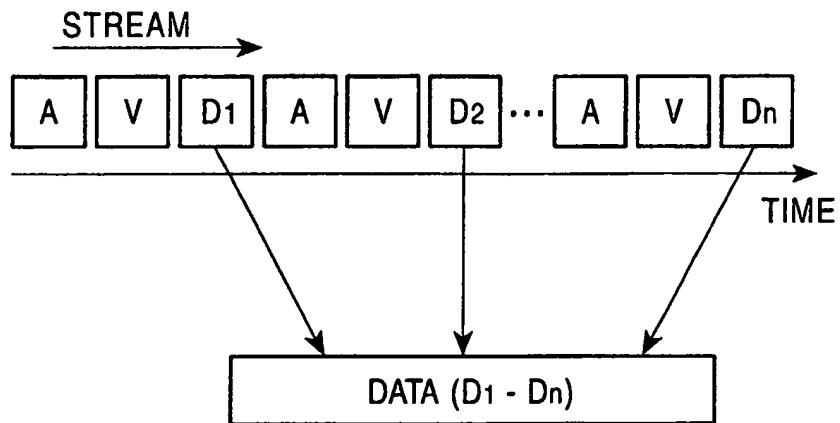 STREAM
A V D1 A V D2 ... A V Dn
TIME
DATA (D1 - Dn)